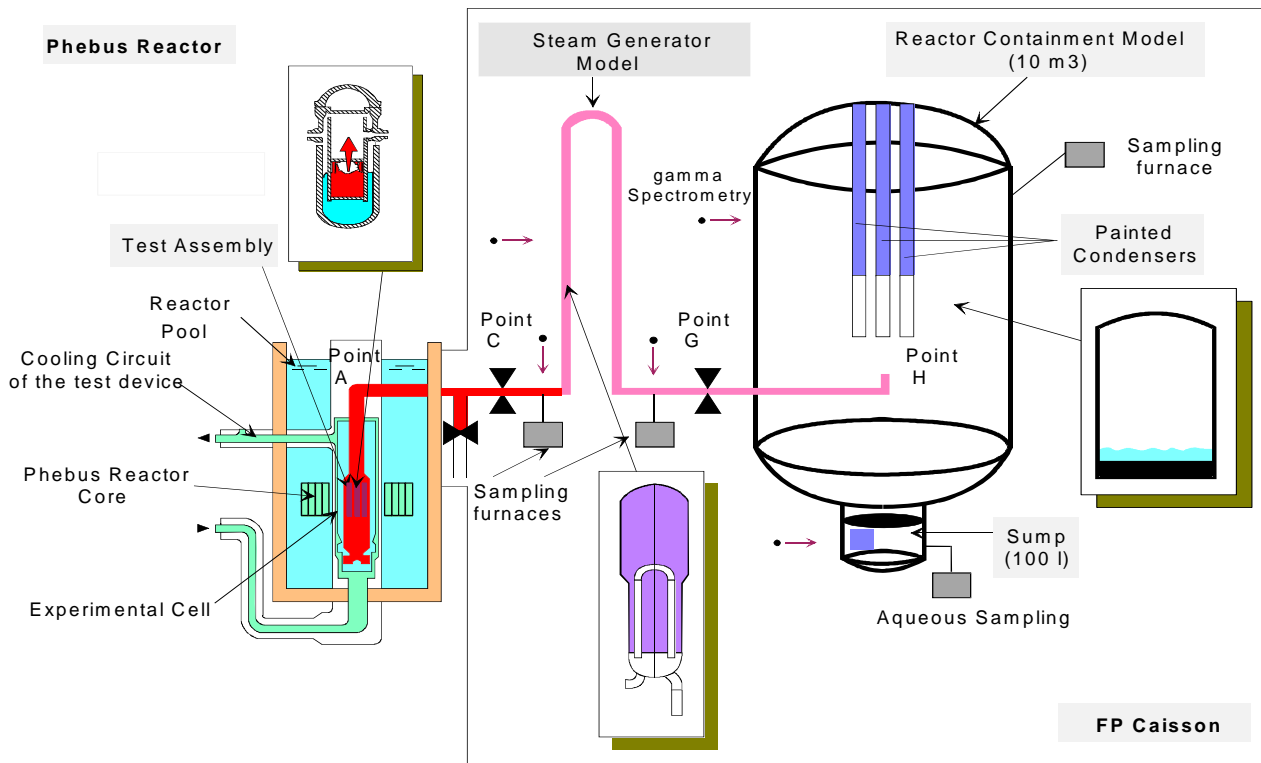 Phebus Reactor
Steam Generator
Model
Reactor Containment Model
(10 m3)
Sampling
furnace
gamma
Spectrometry
Test Assembly
Painted
Condensers
Reactor
Pool
Cooling Circuit
of the test device
Point
A
Point
C
Point
G
Point
H
Phebus Reactor
Core
Sampling
furnaces
Sump
(100 l)
Experimental Cell
Aqueous Sampling
FP Caisson